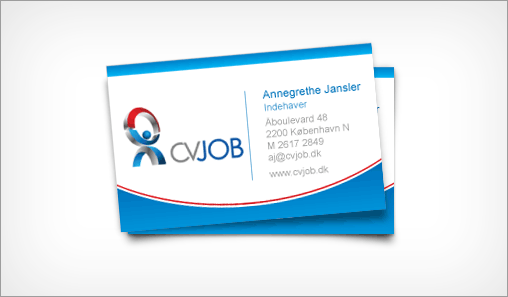 CVJOB
Annegrethe Jansler
Indehaver
Aboulevard 48
2200 København N
M 2617 2849
aj@cvjob.dk
www.cvjob.dk